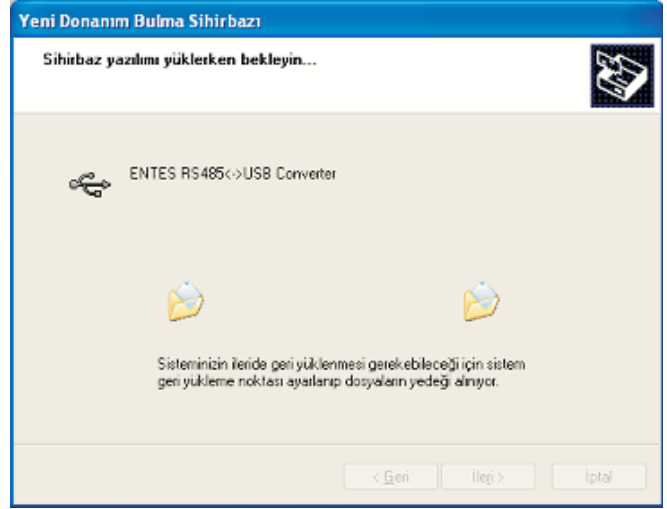 Yeni Donanım Bulma Sihirbazı
Sihirbaz yazılımı yüklerken bekleyin...
ENTES RS485<->USB Converter
Sisteminizin ileride geri yüklenmesi gerekebileceği için sistem
geri yükleme noktası ayarlanıp dosyaların yedeği alınıyor.
< Geri
İleri >
İptal